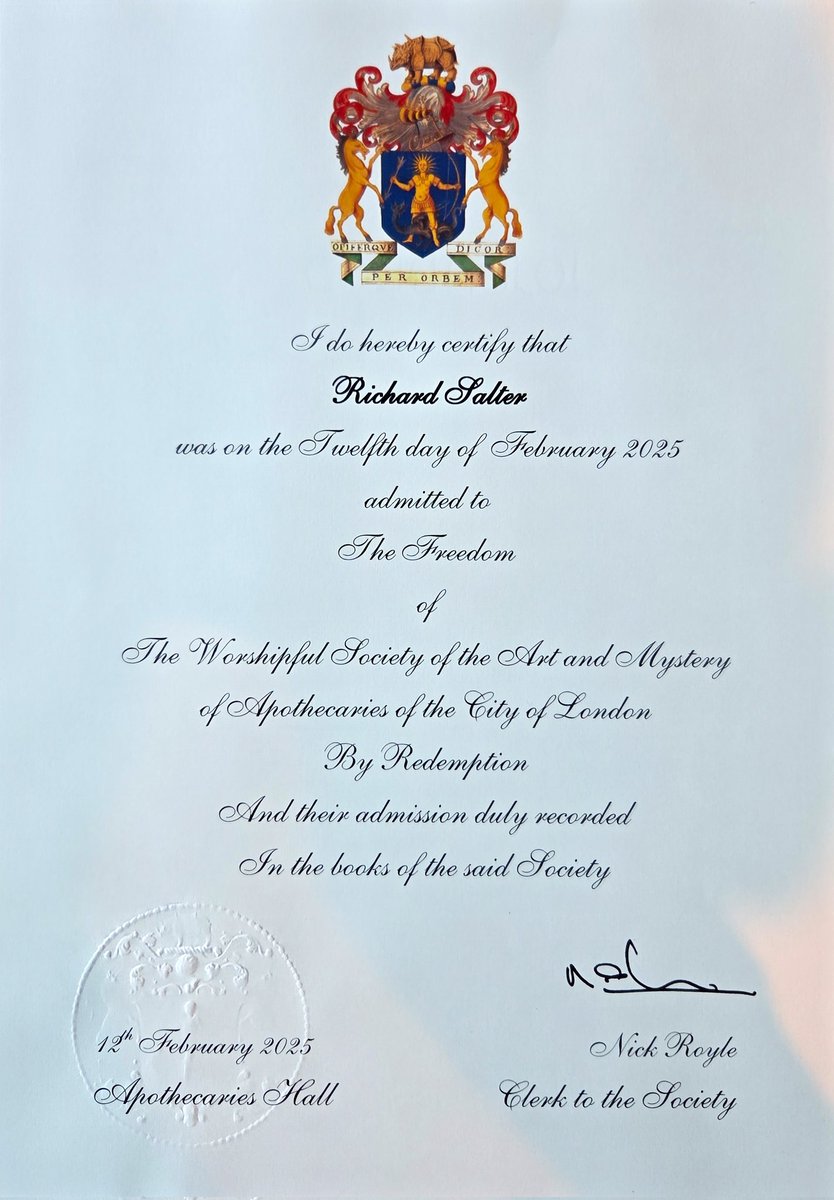 OPIFERQVE DICOR
PER ORBEM
I do hereby certify that
Richard Salter
was on the Twelfth day of February 2025
admitted to
The Freedom
of
The Worshipful Society of the Art and Mystery
of Apothecaries of the City of London
By Redemption
And their admission duly recorded
In the books of the said Society
12th February 2025
Apothecaries Hall
Nick Royle
Clerk to the Society